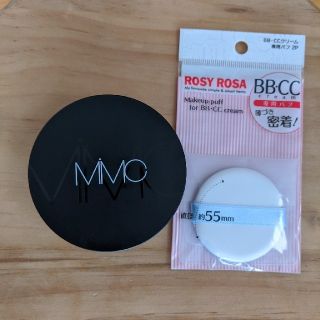 MiMC
BB・CCクリーム
専用パフ 2P
ROSY ROSA
Makeup puff
for BB・CC cream
BB・CC
cream
専用パフ
薄づき
密着!
直径 約55mm